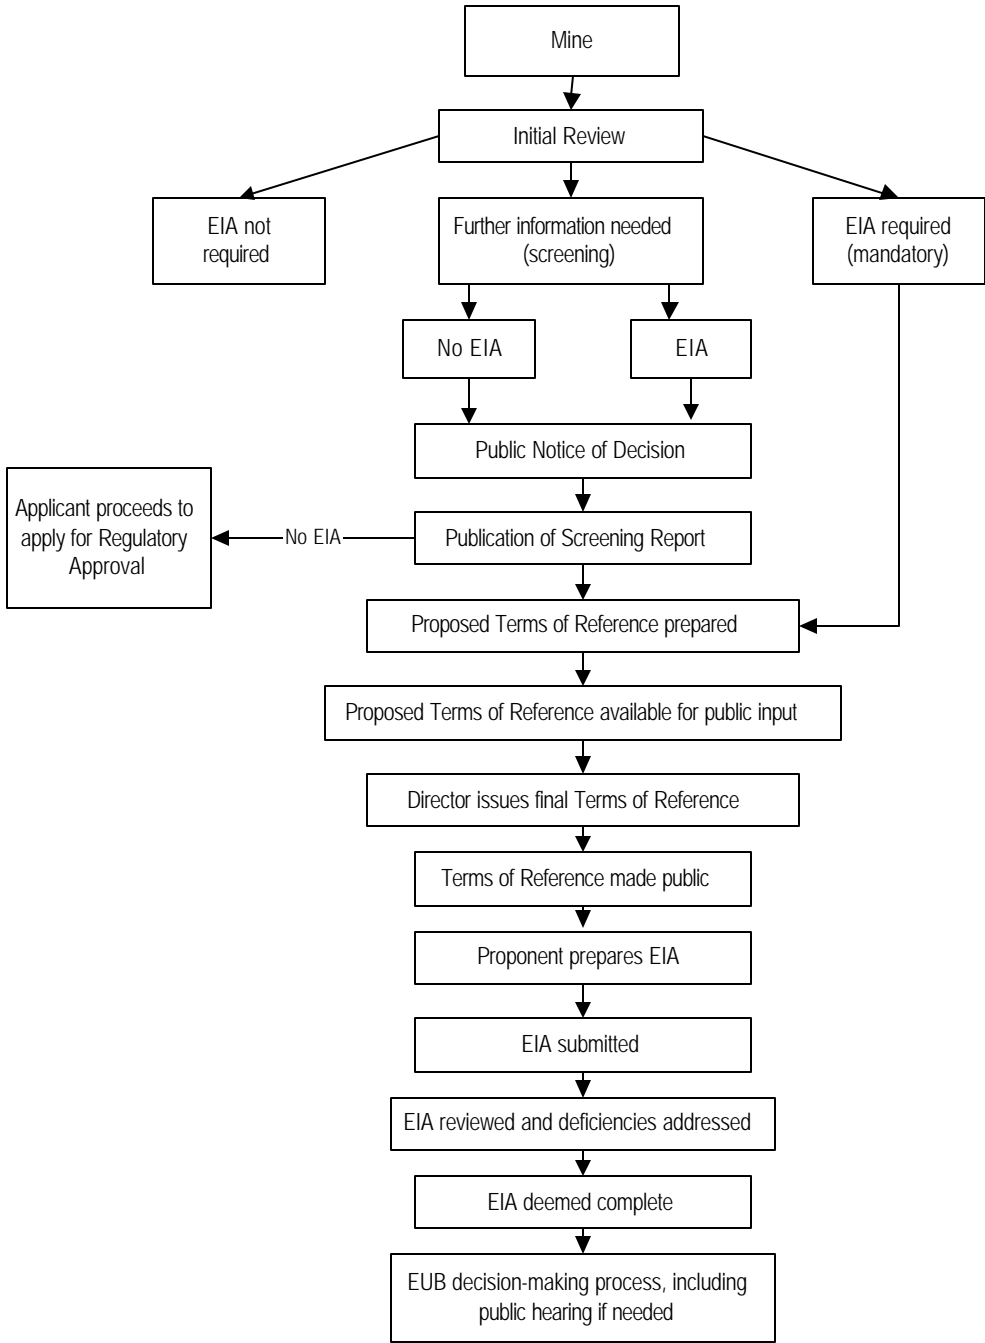 Mine
Initial Review
EIA not
required
Further information needed
(screening)
EIA required
(mandatory)
No EIA
EIA
Public Notice of Decision
Applicant proceeds to
apply for Regulatory
Approval
No EIA
Publication of Screening Report
Proposed Terms of Reference prepared
Proposed Terms of Reference available for public input
Director issues final Terms of Reference
Terms of Reference made public
Proponent prepares EIA
EIA submitted
EIA reviewed and deficiencies addressed
EIA deemed complete
EUB decision-making process, including
public hearing if needed